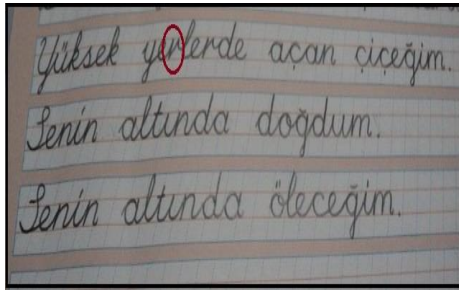 Yüksek yerlerde açan çiçeğim.
Senin altında doğdum.
Senin altında öleceğim.